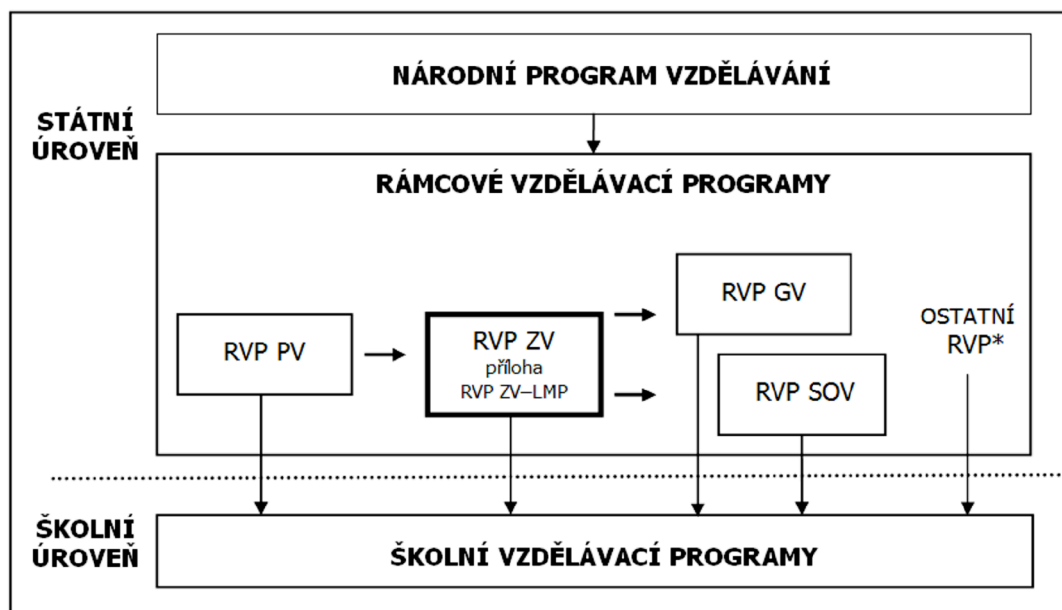 NÁRODNÍ PROGRAM VZDĚLÁVÁNÍ
STÁTNÍ
ÚROVEŇ
RÁMCOVÉ VZDĚLÁVACÍ PROGRAMY
RVP PV
RVP ZV
příloha
RVP ZV–LMP
RVP GV
RVP SOV
OSTATNÍ
RVP*
ŠKOLNÍ
ÚROVEŇ
ŠKOLNÍ VZDĚLÁVACÍ PROGRAMY